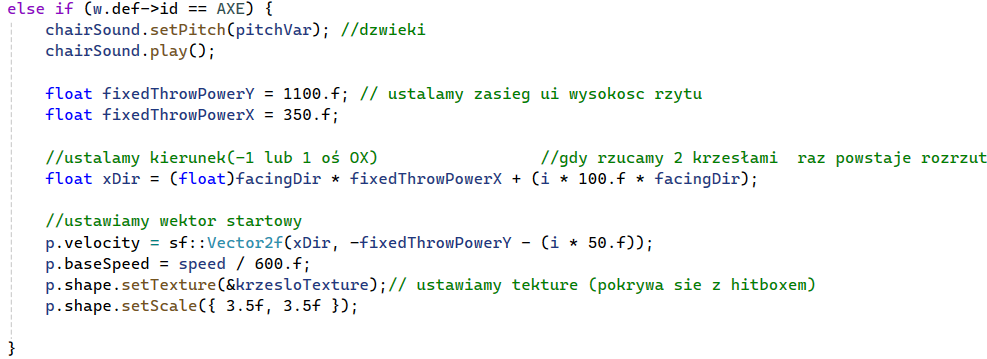 else if (w.def->id == AXE) {
chairSound.setPitch(pitchVar); //dzwieki
chairSound.play();
float fixedThrowPowerY = 1100.f; // ustalamy zasieg ui wysokosc rzytu
float fixedThrowPowerX = 350.f;
//ustalamy kierunek(-1 lub 1 oś OX) //gdy rzucamy 2 krzesłami raz powstaje rozrzut
float xDir = (float)facingDir * fixedThrowPowerX + (i * 100.f * facingDir);
//ustawiamy wektor startowy
p.velocity = sf::Vector2f(xDir, -fixedThrowPowerY - (i * 50.f));
p.baseSpeed = speed / 600.f;
p.shape.setTexture(&krzesloTexture);// ustawiamy tekture (pokrywa sie z hitboxem)
p.shape.setScale({ 3.5f, 3.5f });
}